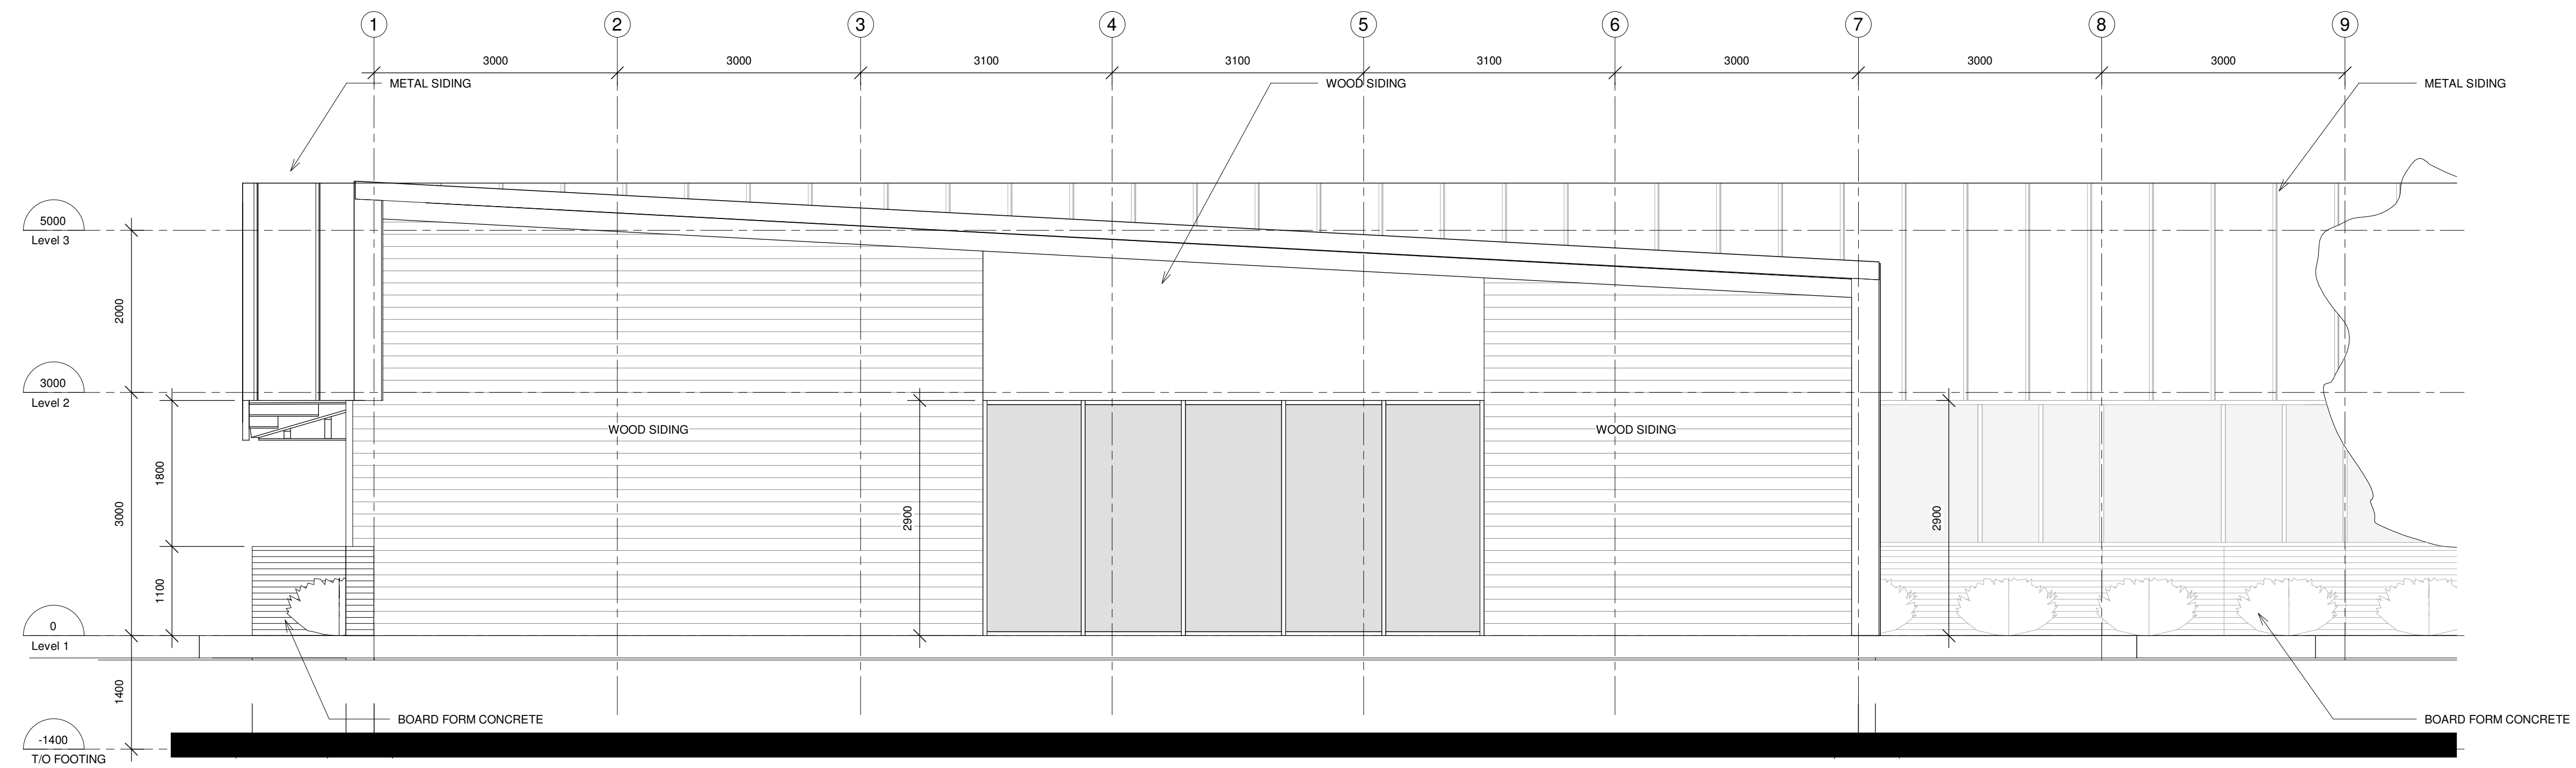 1 2 3 4 5 6 7 8 9
3000 3000 3100 3100 3100 3000 3000 3000
METAL SIDING WOOD SIDING METAL SIDING
5000
Level 3
2000
3000
Level 2
WOOD SIDING WOOD SIDING
1800
3000
2900 2900
1100
0
Level 1
1400
BOARD FORM CONCRETE BOARD FORM CONCRETE
-1400
T/O FOOTING